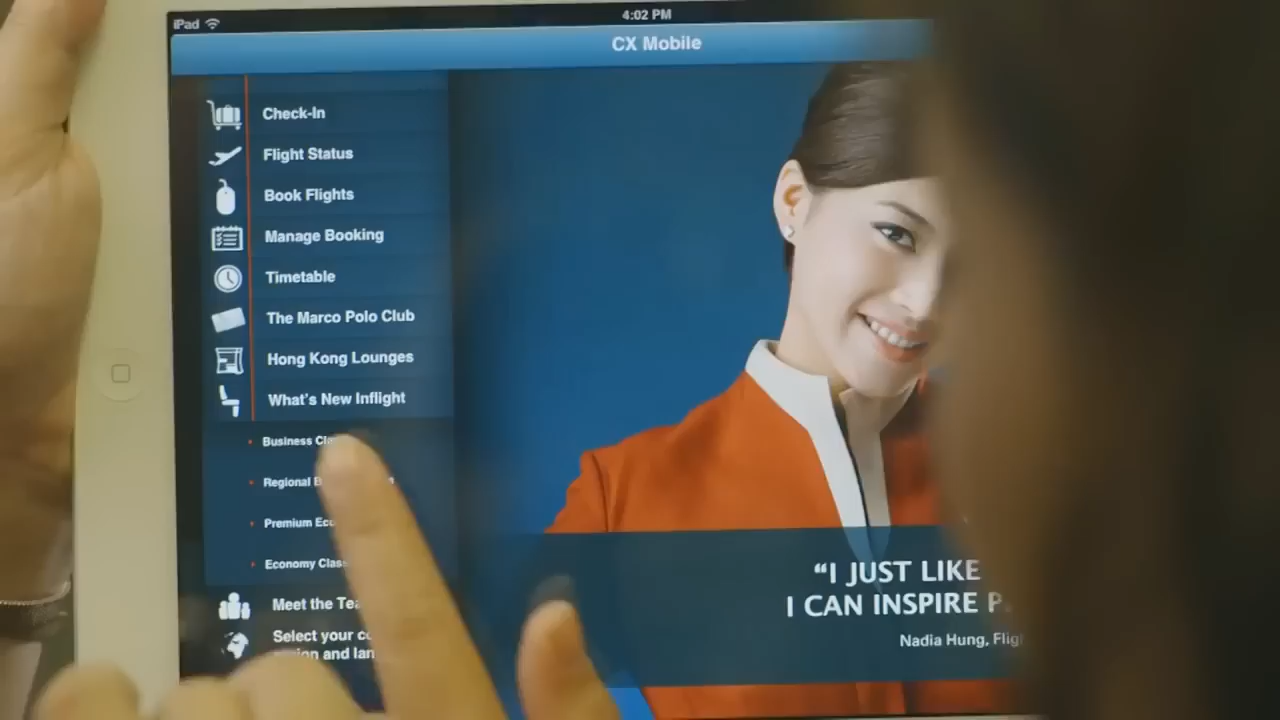 iPad
4:02 PM
CX Mobile
Check-In
Flight Status
Book Flights
Manage Booking
Timetable
The Marco Polo Club
Hong Kong Lounges
What's New Inflight
Business
Regional
Premium
Economy
Meet the
Select your
and
“I JUST LIKE
I CAN INSPIRE
Nadia Hung,